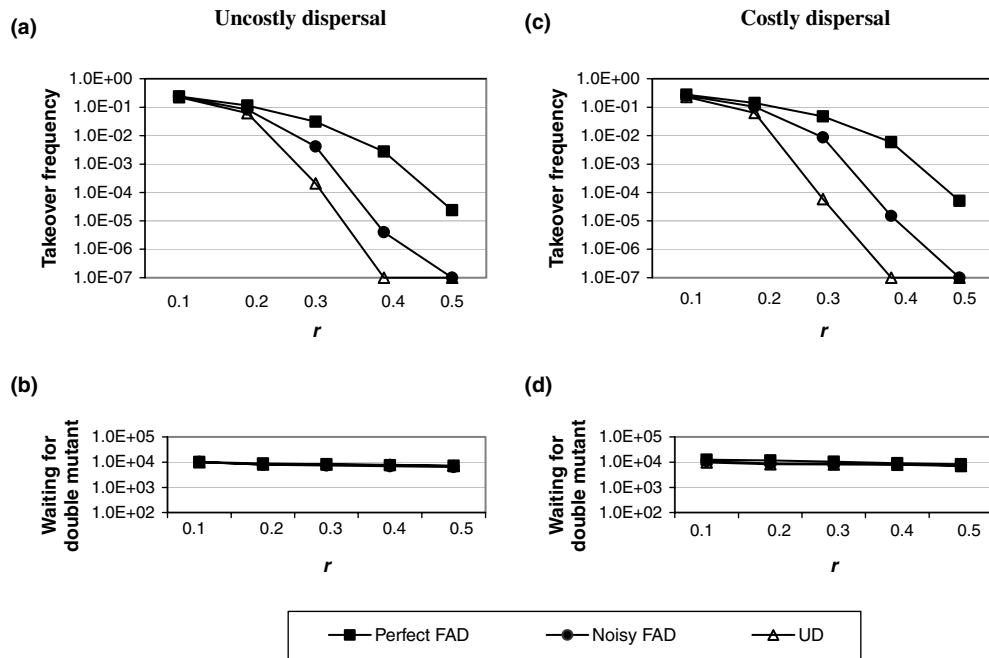 Uncostly dispersal
(a)
Takeover frequency
1.0E+00
1.0E-01
1.0E-02
1.0E-03
1.0E-04
1.0E-05
1.0E-06
1.0E-07
0.1 0.2 0.3 0.4 0.5
r
Costly dispersal
(c)
Takeover frequency
1.0E+00
1.0E-01
1.0E-02
1.0E-03
1.0E-04
1.0E-05
1.0E-06
1.0E-07
0.1 0.2 0.3 0.4 0.5
r
(b)
Waiting for
double mutant
1.0E+05
1.0E+04
1.0E+03
1.0E+02
0.1 0.2 0.3 0.4 0.5
r
(d)
Waiting for
double mutant
1.0E+05
1.0E+04
1.0E+03
1.0E+02
0.1 0.2 0.3 0.4 0.5
r
Perfect FAD Noisy FAD UD